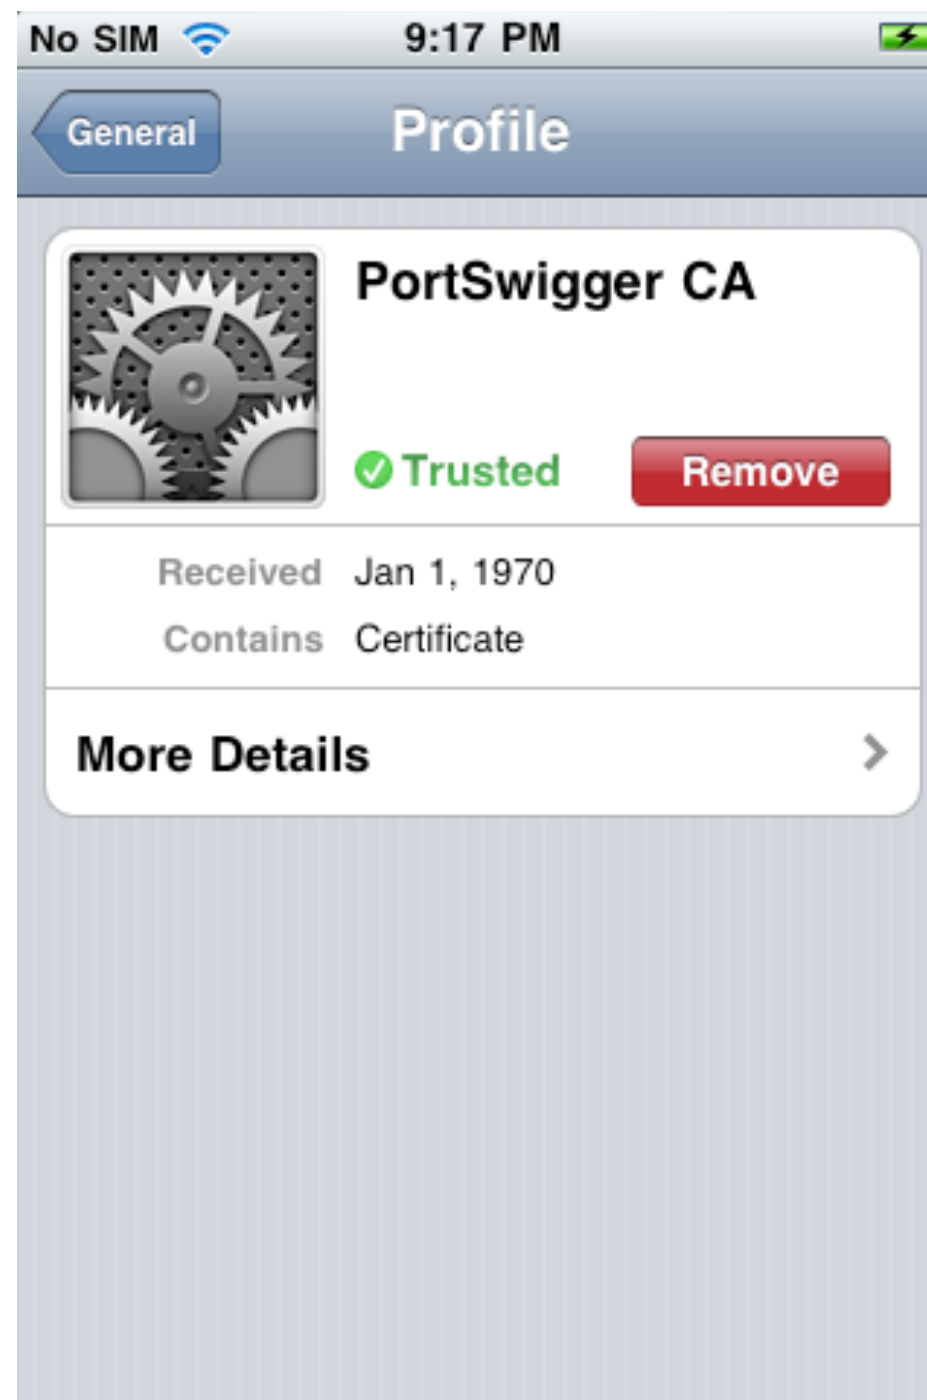 No SIM 9:17 PM
General Profile
PortSwigger CA
Trusted Remove
Received Jan 1, 1970
Contains Certificate
More Details